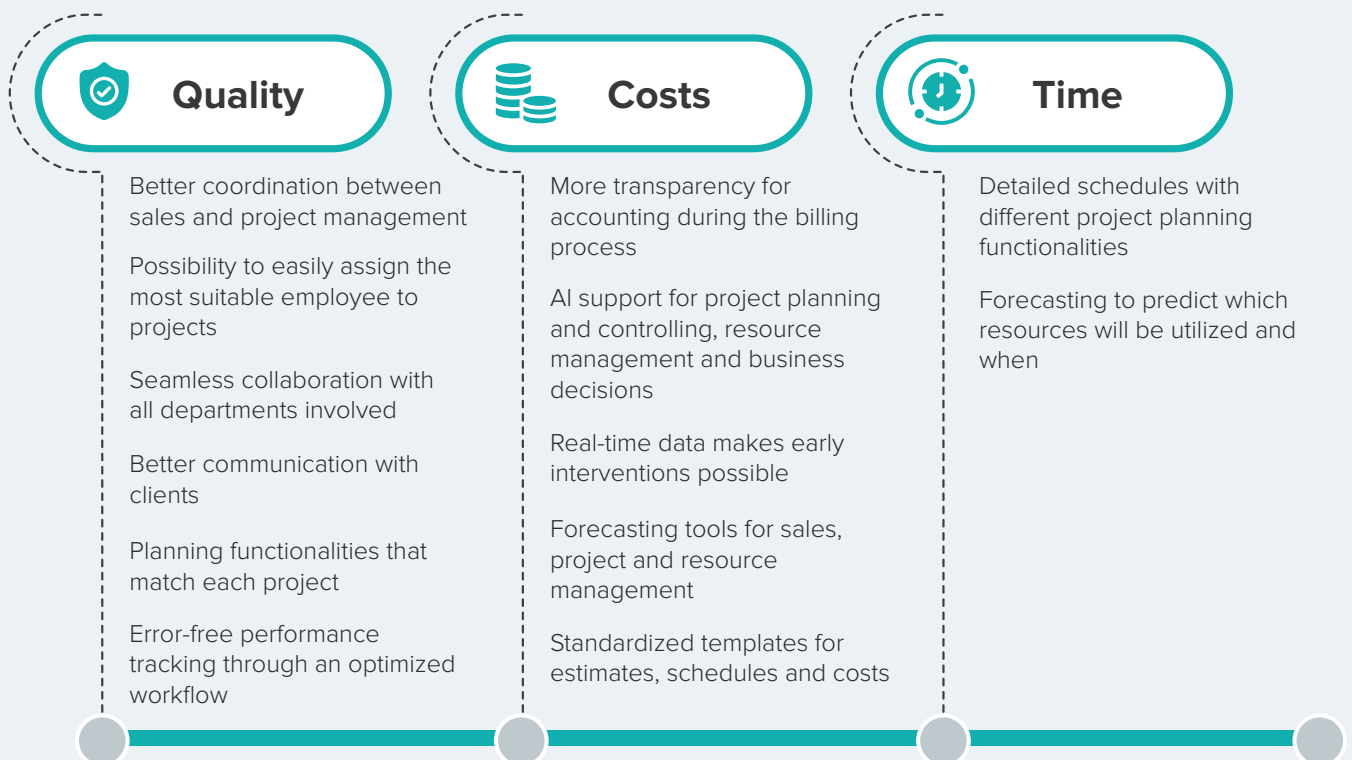 Quality
Better coordination between
sales and project management
Possibility to easily assign the
most suitable employee to
projects
Seamless collaboration with
all departments involved
Better communication with
clients
Planning functionalities that
match each project
Error-free performance
tracking through an optimized
workflow
Costs
More transparency for
accounting during the billing
process
AI support for project planning
and controlling, resource
management and business
decisions
Real-time data makes early
interventions possible
Forecasting tools for sales,
project and resource
management
Standardized templates for
estimates, schedules and costs
Time
Detailed schedules with
different project planning
functionalities
Forecasting to predict which
resources will be utilized and
when